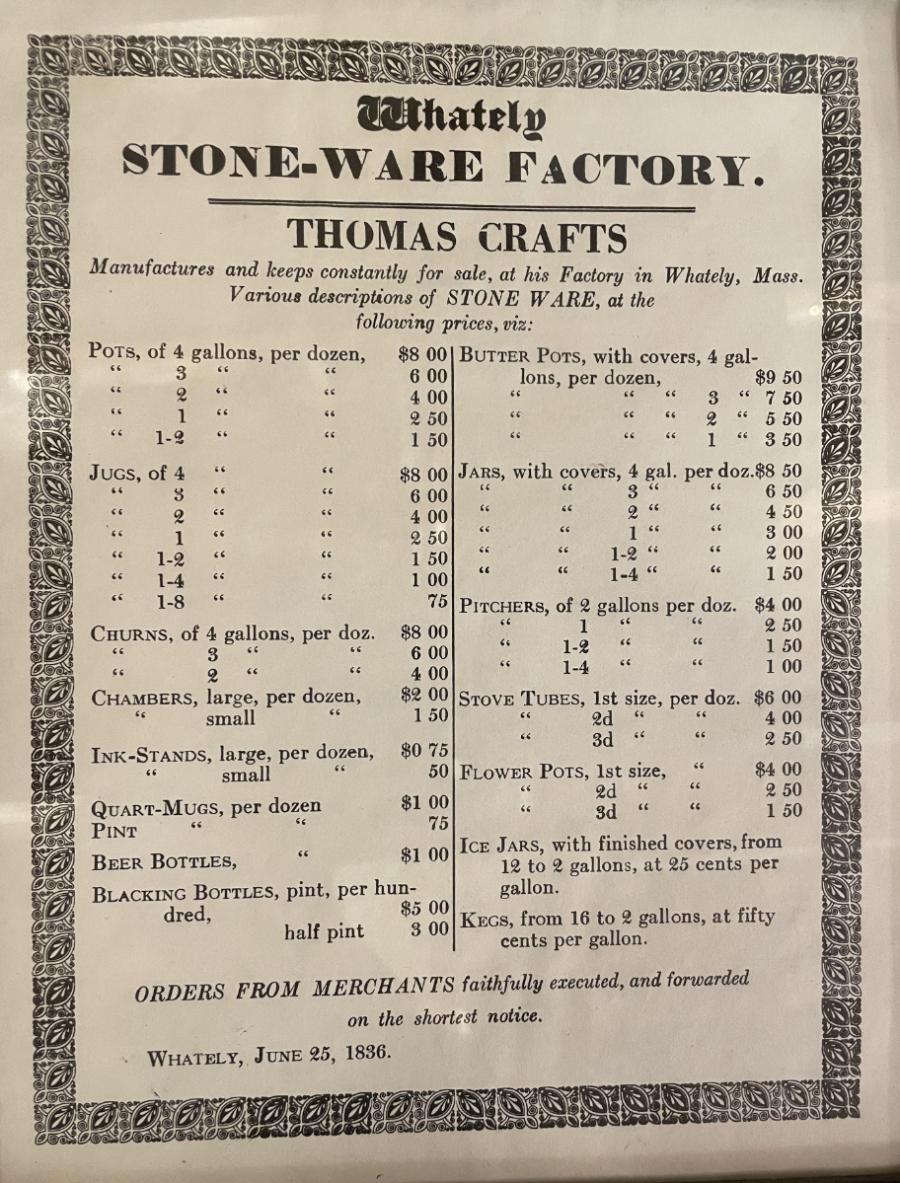 Whately
STONE-WARE FACTORY.
THOMAS CRAFTS
Manufactures and keeps constantly for sale, at his Factory in Whately, Mass.
Various descriptions of STONE WARE, at the
following prices, viz:
POTS, of 4 gallons, per dozen, $8 00
“ 3 “ “ 6 00
“ 2 “ “ 4 00
“ 1 “ “ 2 50
“ 1-2 “ “ 1 50
JUGS, of 4 “ “ $8 00
“ 3 “ “ 6 00
“ 2 “ “ 4 00
“ 1 “ “ 2 50
“ 1-2 “ “ 1 50
“ 1-4 “ “ 1 00
“ 1-8 “ “ 75
CHURNS, of 4 gallons, per doz. $8 00
“ 3 “ “ 6 00
“ 2 “ “ 4 00
CHAMBERS, large, per dozen, $2 00
“ small “ 1 50
INK-STANDS, large, per dozen, $0 75
“ small “ 50
QUART-MUGS, per dozen $1 00
PINT “ “ 75
BEER BOTTLES, “ $1 00
BLACKING BOTTLES, pint, per hun-
dred, $5 00
half pint 3 00
BUTTER POTS, with covers, 4 gal-
lons, per dozen, $9 50
“ “ “ 3 “ 7 50
“ “ “ 2 “ 5 50
“ “ “ 1 “ 3 50
JARS, with covers, 4 gal. per doz. $8 50
“ “ 3 “ “ 6 50
“ “ 2 “ “ 4 50
“ “ 1 “ “ 3 00
“ “ 1-2 “ “ 2 00
“ “ 1-4 “ “ 1 50
PITCHERS, of 2 gallons per doz. $4 00
“ 1 “ “ 2 50
“ 1-2 “ “ 1 50
“ 1-4 “ “ 1 00
STOVE TUBES, 1st size, per doz. $6 00
“ 2d “ “ 4 00
“ 3d “ “ 2 50
FLOWER POTS, 1st size, “ $4 00
“ 2d “ “ 2 50
“ 3d “ “ 1 50
ICE JARS, with finished covers, from
12 to 2 gallons, at 25 cents per
gallon.
KEGS, from 16 to 2 gallons, at fifty
cents per gallon.
ORDERS FROM MERCHANTS faithfully executed, and forwarded
on the shortest notice.
WHATELY, JUNE 25, 1836.